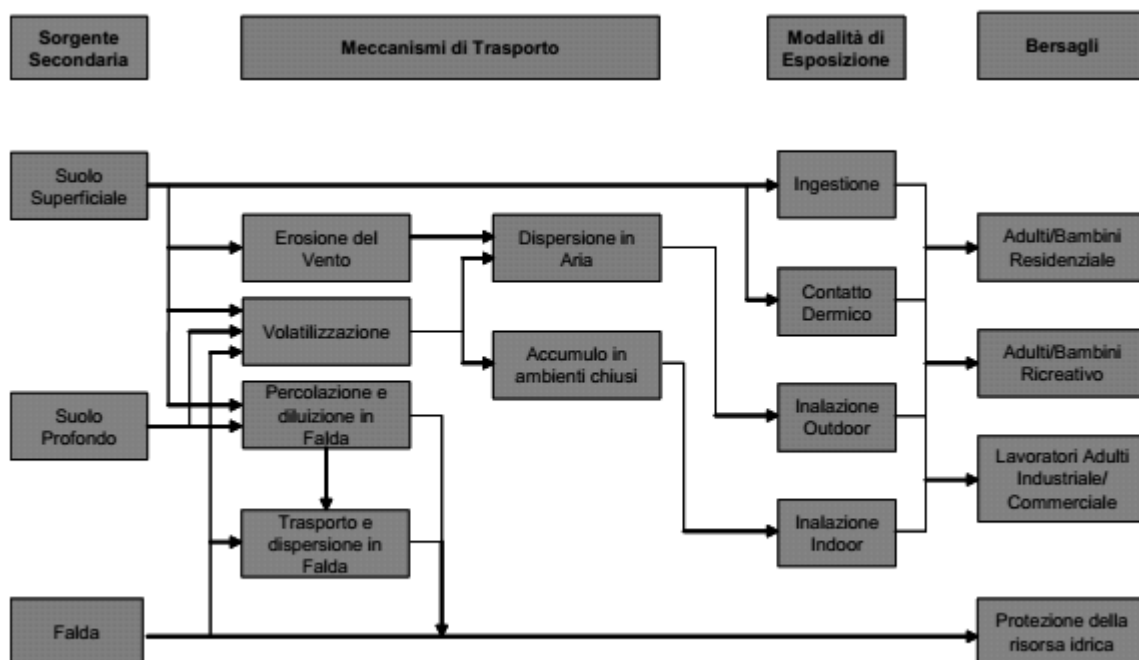 Sorgente
Secondaria
Meccanismi di Trasporto
Modalità di
Esposizione
Bersagli
Suolo
Superficiale
Ingestione
Erosione del
Vento
Dispersione in
Aria
Adulti/Bambini
Residenziale
Volatilizzazione
Contatto
Dermico
Accumulo in
ambienti chiusi
Adulti/Bambini
Ricreativo
Suolo
Profondo
Percolazione e
diluizione in
Falda
Inalazione
Outdoor
Lavoratori Adulti
Industriale/
Commerciale
Trasporto e
dispersione in
Falda
Inalazione
Indoor
Falda
Protezione della
risorsa idrica